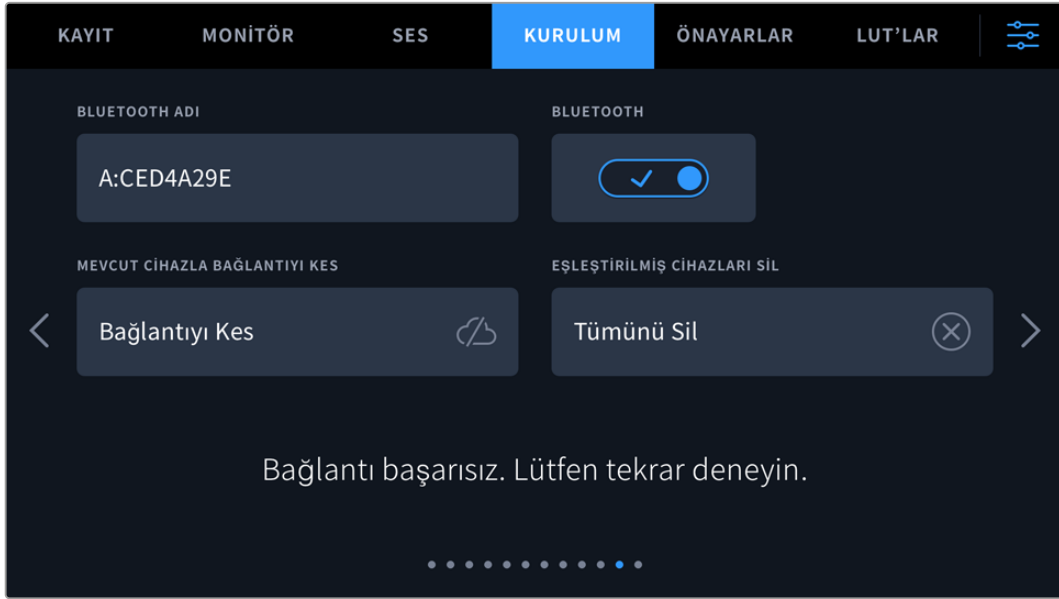 KAYIT MONİTÖR SES KURULUM ÖNAYARLAR LUT’LAR
BLUETOOTH ADI BLUETOOTH
A:CED4A29E
MEVCUT CİHAZLA BAĞLANTIYI KES EŞLEŞTİRİLMİŞ CİHAZLARI SİL
Bağlantıyı Kes Tümünü Sil
Bağlantı başarısız. Lütfen tekrar deneyin.